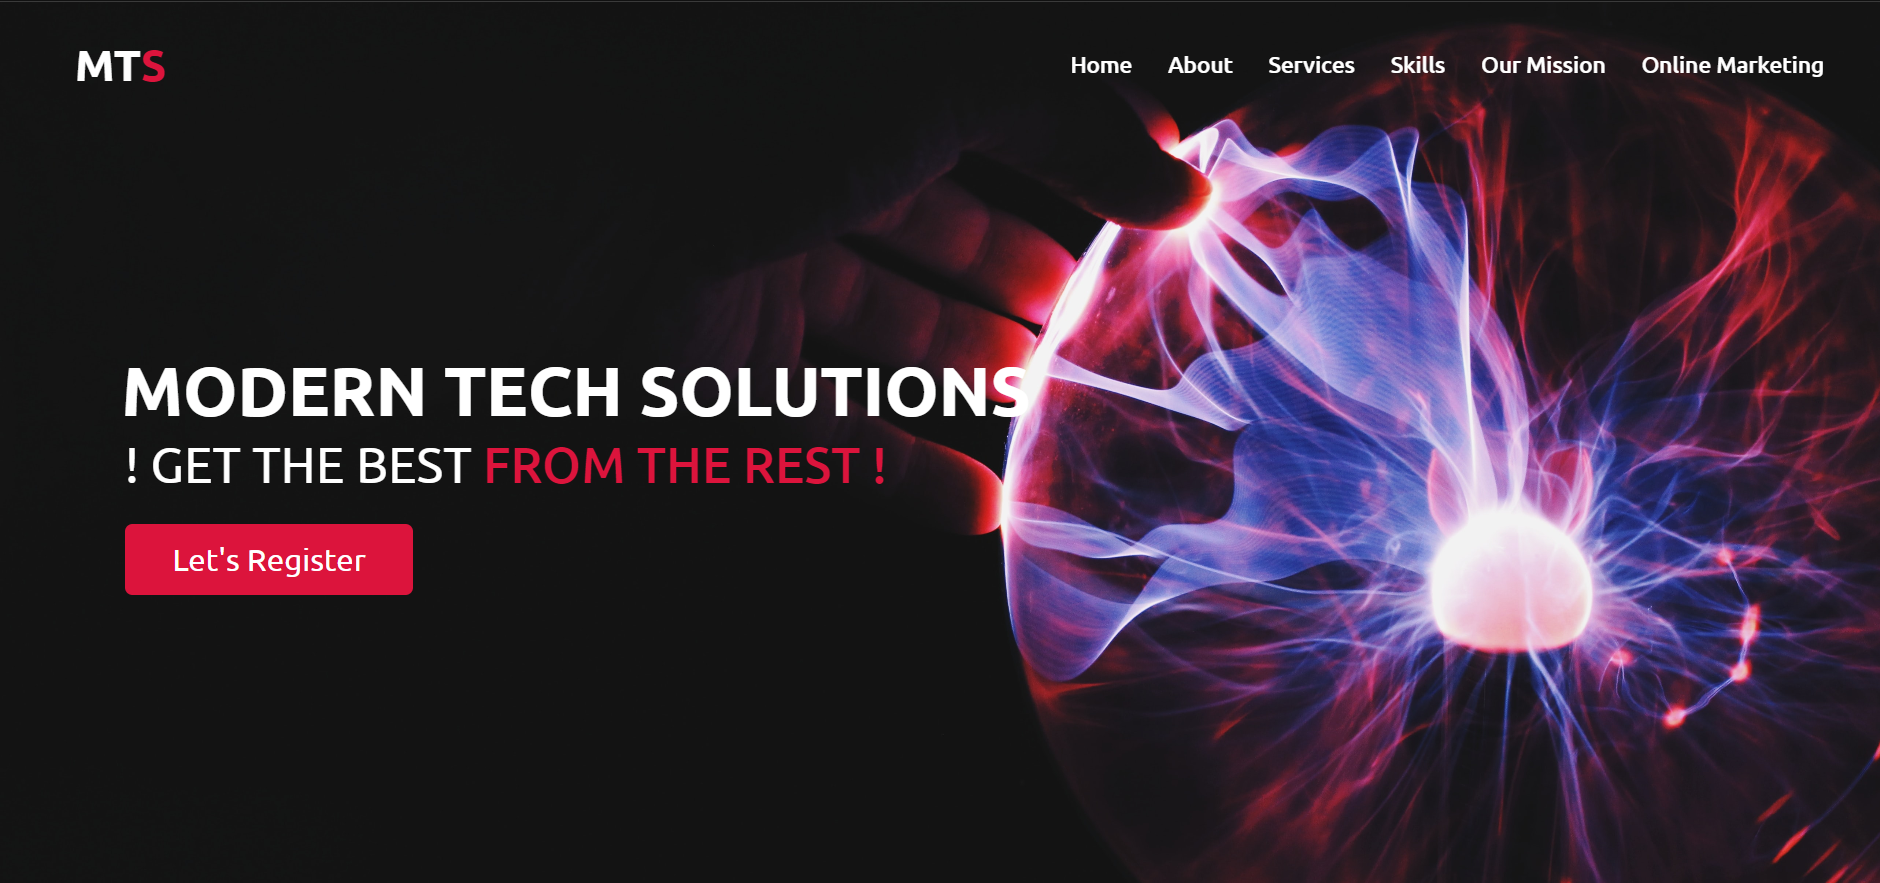 MTS
Home About Services Skills Our Mission Online Marketing
MODERN TECH SOLUTIONS
! GET THE BEST FROM THE REST !
Let's Register